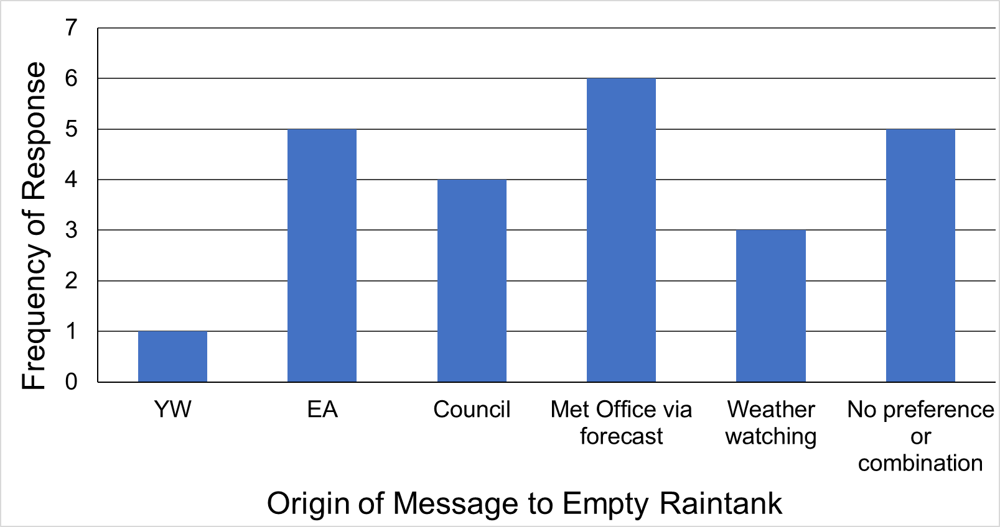 7
6
5
4
3
2
1
0
Frequency of Response
YW
EA
Council
Met Office via
forecast
Weather
watching
No preference
or
combination
Origin of Message to Empty Raintank